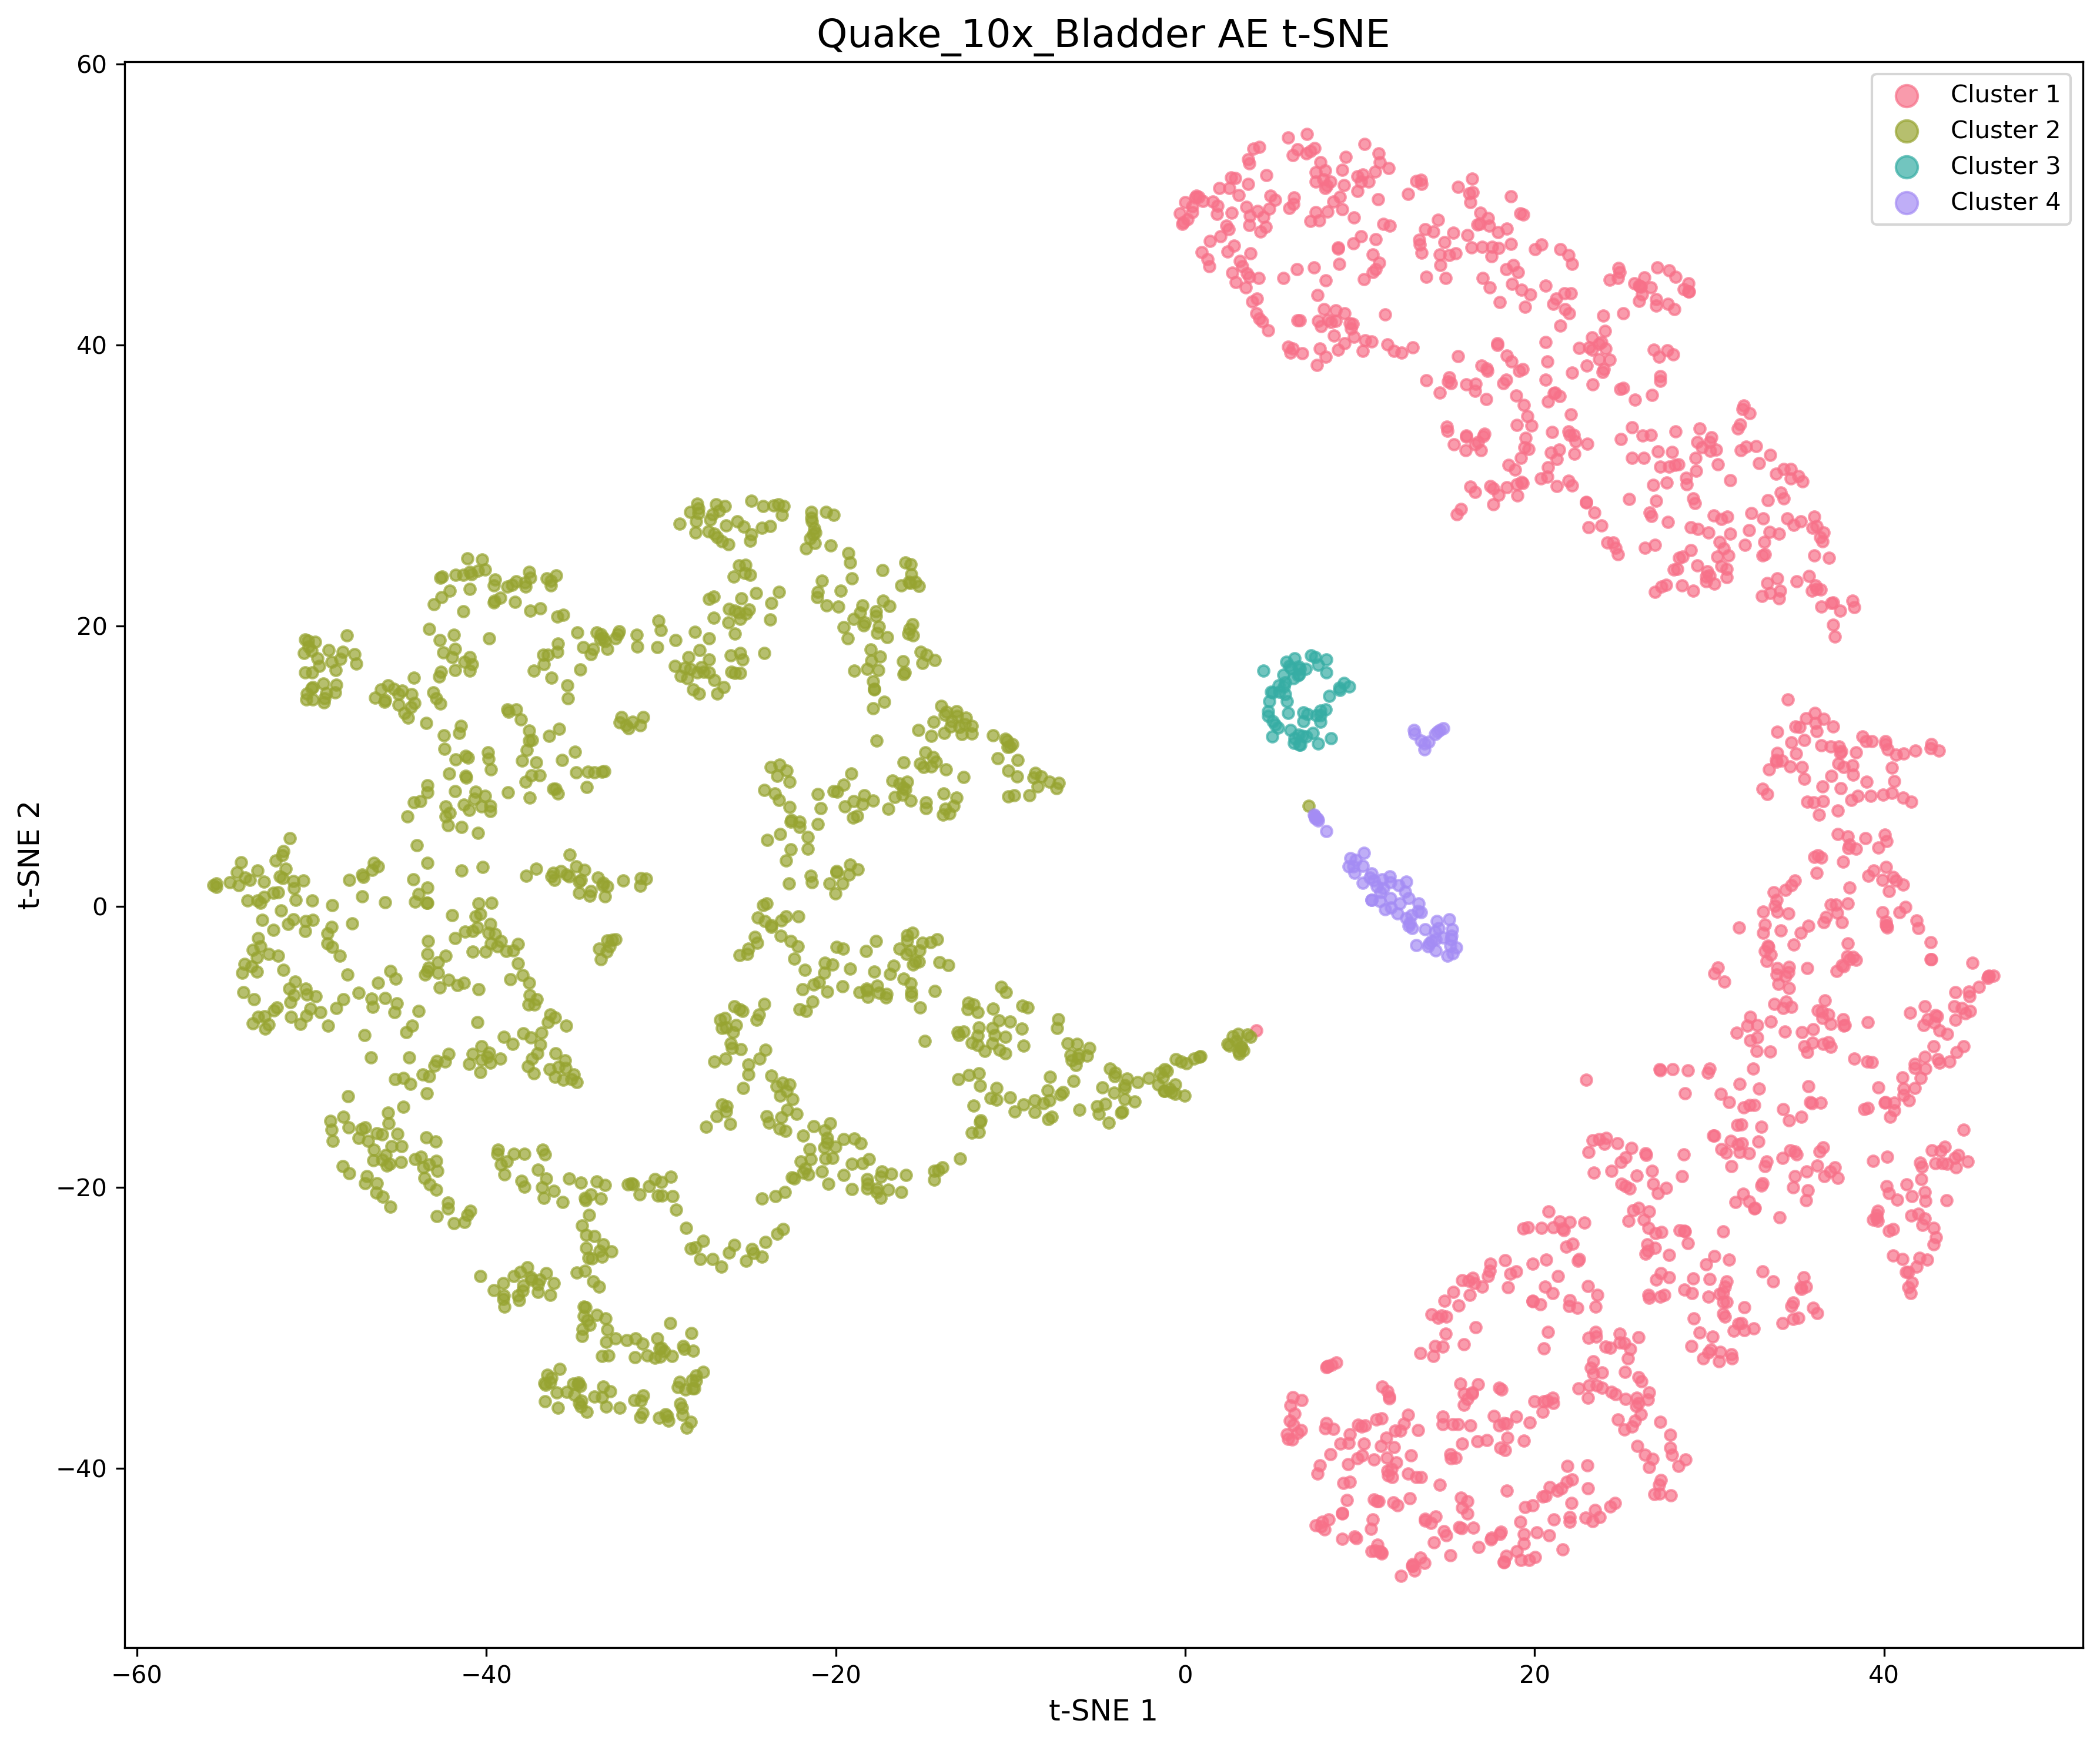 Quake_10x_Bladder AE t-SNE
Cluster 1
Cluster 2
Cluster 3
Cluster 4
60
40
20
0
−20
−40
t-SNE 2
−60
−40
−20
0
20
40
t-SNE 1